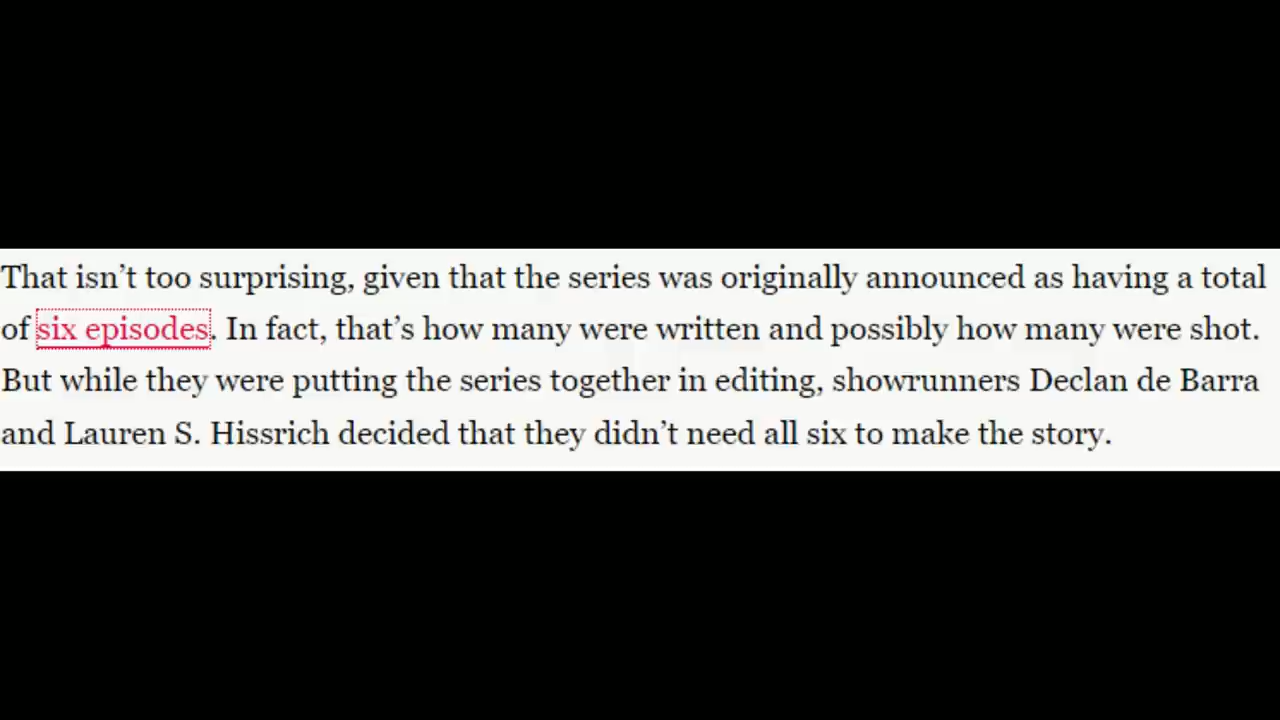 That isn’t too surprising, given that the series was originally announced as having a total
of six episodes. In fact, that’s how many were written and possibly how many were shot.
But while they were putting the series together in editing, showrunners Declan de Barra
and Lauren S. Hissrich decided that they didn’t need all six to make the story.